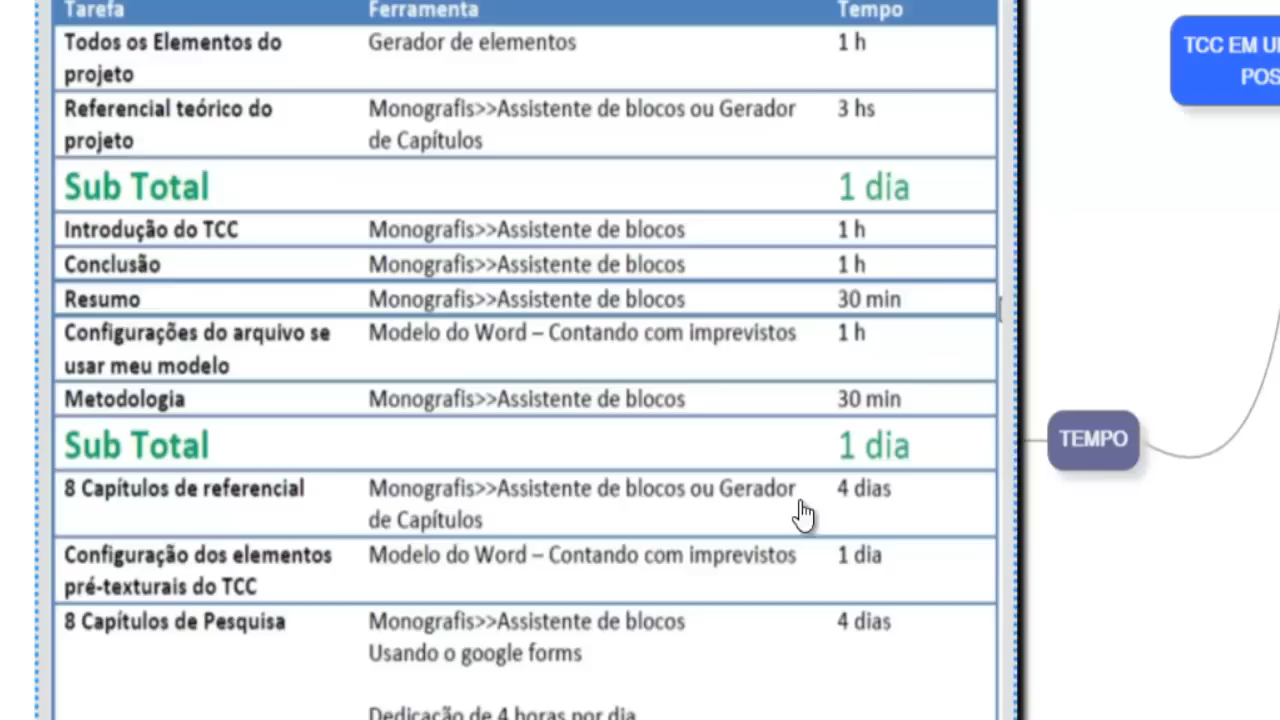 Tarefa Ferramenta Tempo
Todos os Elementos do Gerador de elementos 1 h
projeto
Referencial teórico do Monografis>>Assistente de blocos ou Gerador 3 hs
projeto de Capítulos
Sub Total 1 dia
Introdução do TCC Monografis>>Assistente de blocos 1 h
Conclusão Monografis>>Assistente de blocos 1 h
Resumo Monografis>>Assistente de blocos 30 min
Configurações do arquivo se Modelo do Word – Contando com imprevistos 1 h
usar meu modelo
Metodologia Monografis>>Assistente de blocos 30 min
Sub Total 1 dia
8 Capítulos de referencial Monografis>>Assistente de blocos ou Gerador 4 dias
de Capítulos
Configuração dos elementos Modelo do Word – Contando com imprevistos 1 dia
pré-texturais do TCC
8 Capítulos de Pesquisa Monografis>>Assistente de blocos 4 dias
Usando o google forms
Dedicação de 4 horas por dia
TCC EM
POS
TEMPO